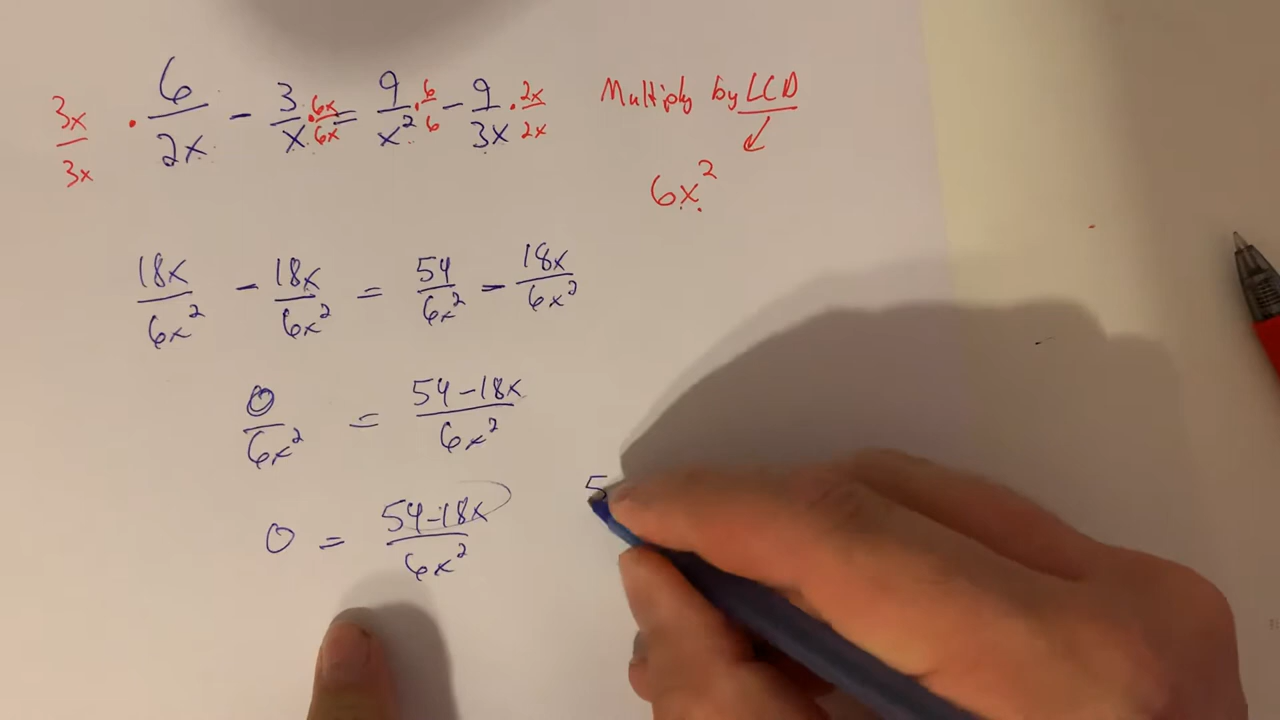 3x/3x · 6/2x - 3/x · 6x/6x = 9/x² · 6/6 - 9/3x · 2x/2x Multiply by LCD
6x²
18x/6x² - 18x/6x² = 54/6x² - 18x/6x²
0/6x² = 54-18x/6x²
0 = 54-18x/6x² 5